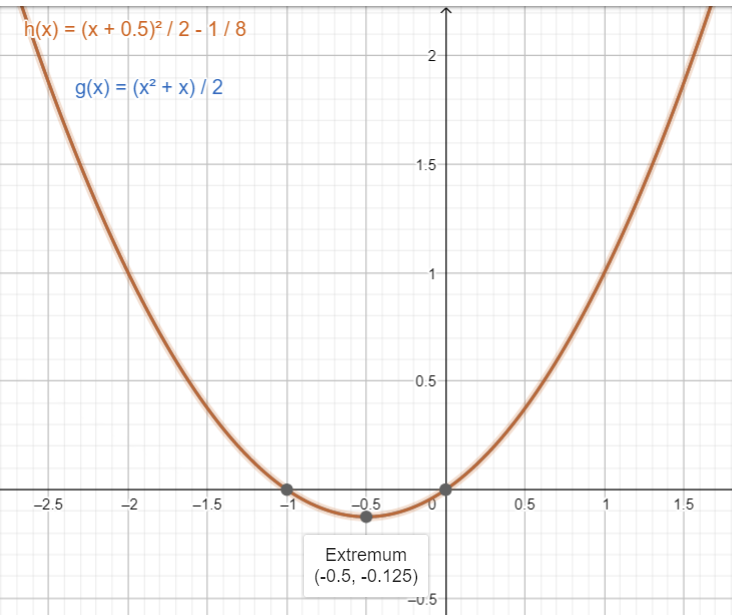 h(x) = (x + 0.5)² / 2 - 1 / 8
2
g(x) = (x² + x) / 2
1.5
1
0.5
–2.5 –2 –1.5 –1 –0.5 0 0.5 1 1.5
Extremum
(-0.5, -0.125)
–0.5